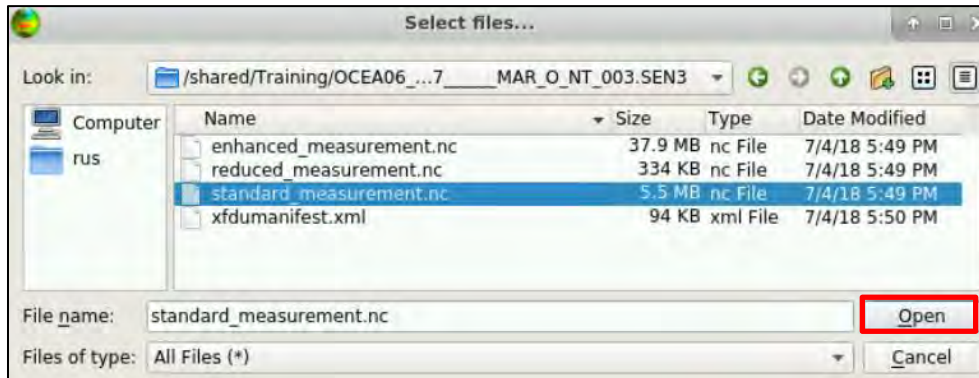 Select files...
Look in: /shared/Training/OCEA06_...7_____MAR_O_NT_003.SEN3
Computer
rus
Name Size Type Date Modified
enhanced_measurement.nc 37.9 MB nc File 7/4/18 5:49 PM
reduced_measurement.nc 334 KB nc File 7/4/18 5:49 PM
standard_measurement.nc 5.5 MB nc File 7/4/18 5:49 PM
xfdumanifest.xml 94 KB xml File 7/4/18 5:50 PM
File name: standard_measurement.nc Open
Files of type: All Files (*) Cancel